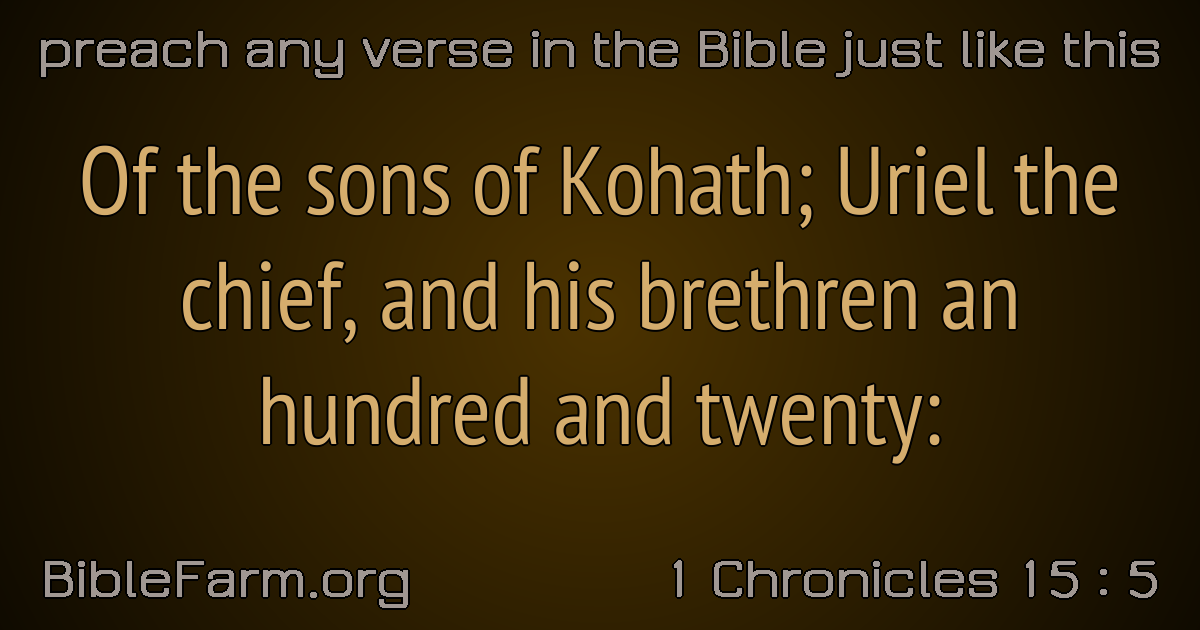 preach any verse in the Bible just like this
Of the sons of Kohath; Uriel the
chief, and his brethren an
hundred and twenty:
BibleFarm.org
1 Chronicles 15 : 5